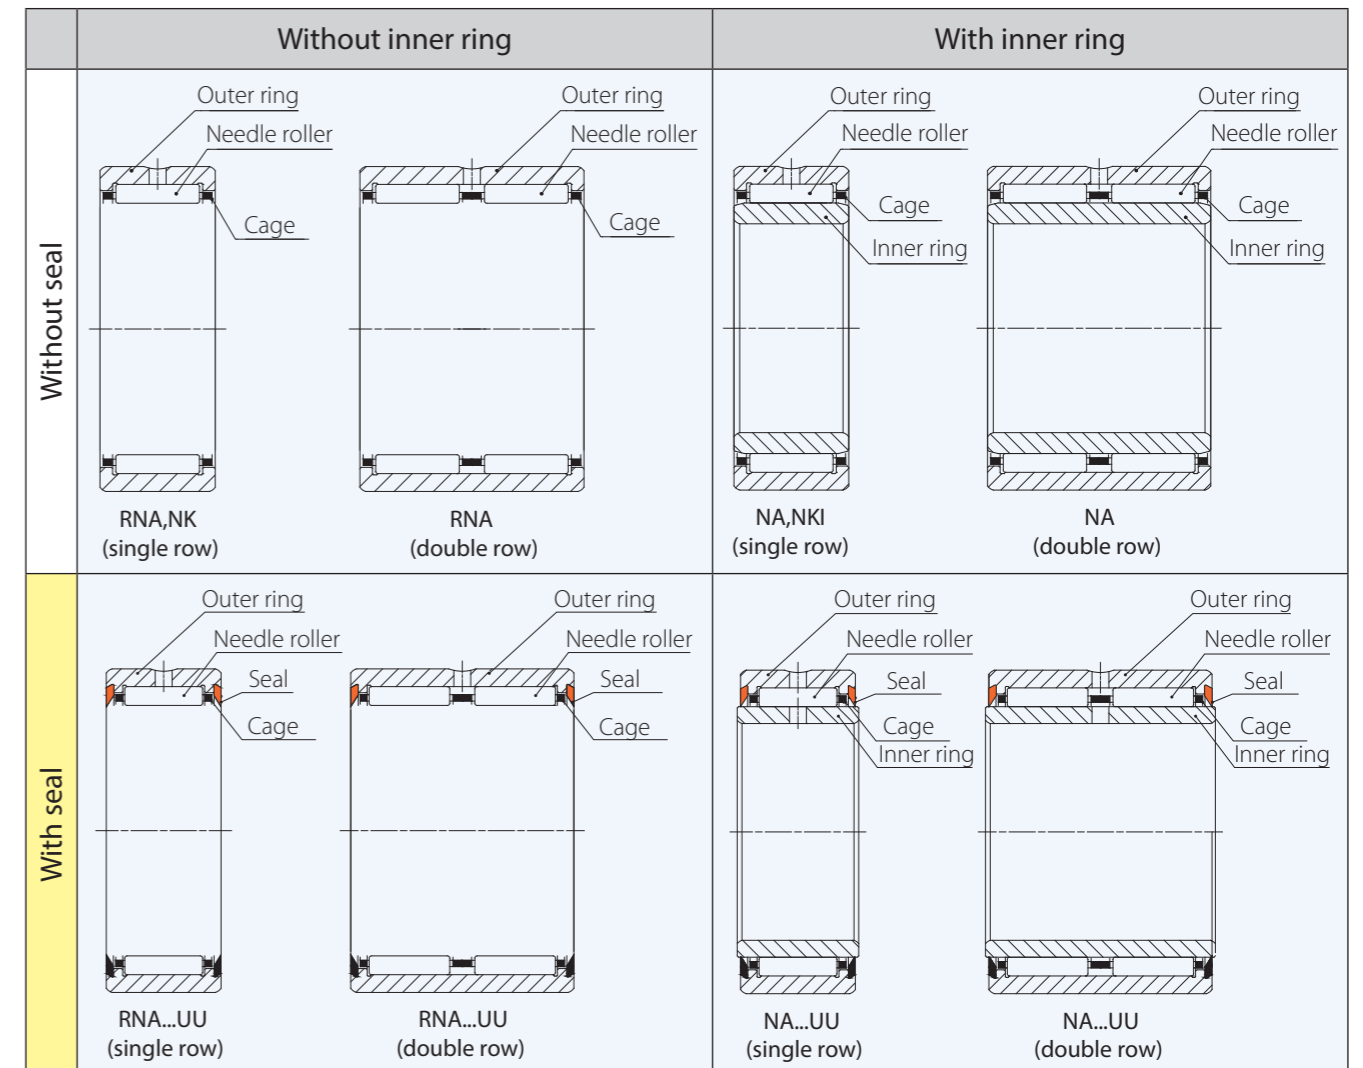 Without inner ring
With inner ring
Without seal
Outer ring
Needle roller
Cage
RNA,NK
(single row)
Outer ring
Needle roller
Cage
RNA
(double row)
Outer ring
Needle roller
Cage
Inner ring
NA,NKI
(single row)
Outer ring
Needle roller
Cage
Inner ring
NA
(double row)
With seal
Outer ring
Needle roller
Seal
Cage
RNA...UU
(single row)
Outer ring
Needle roller
Seal
Cage
RNA...UU
(double row)
Outer ring
Needle roller
Seal
Cage
Inner ring
NA...UU
(single row)
Outer ring
Needle roller
Seal
Cage
Inner ring
NA...UU
(double row)